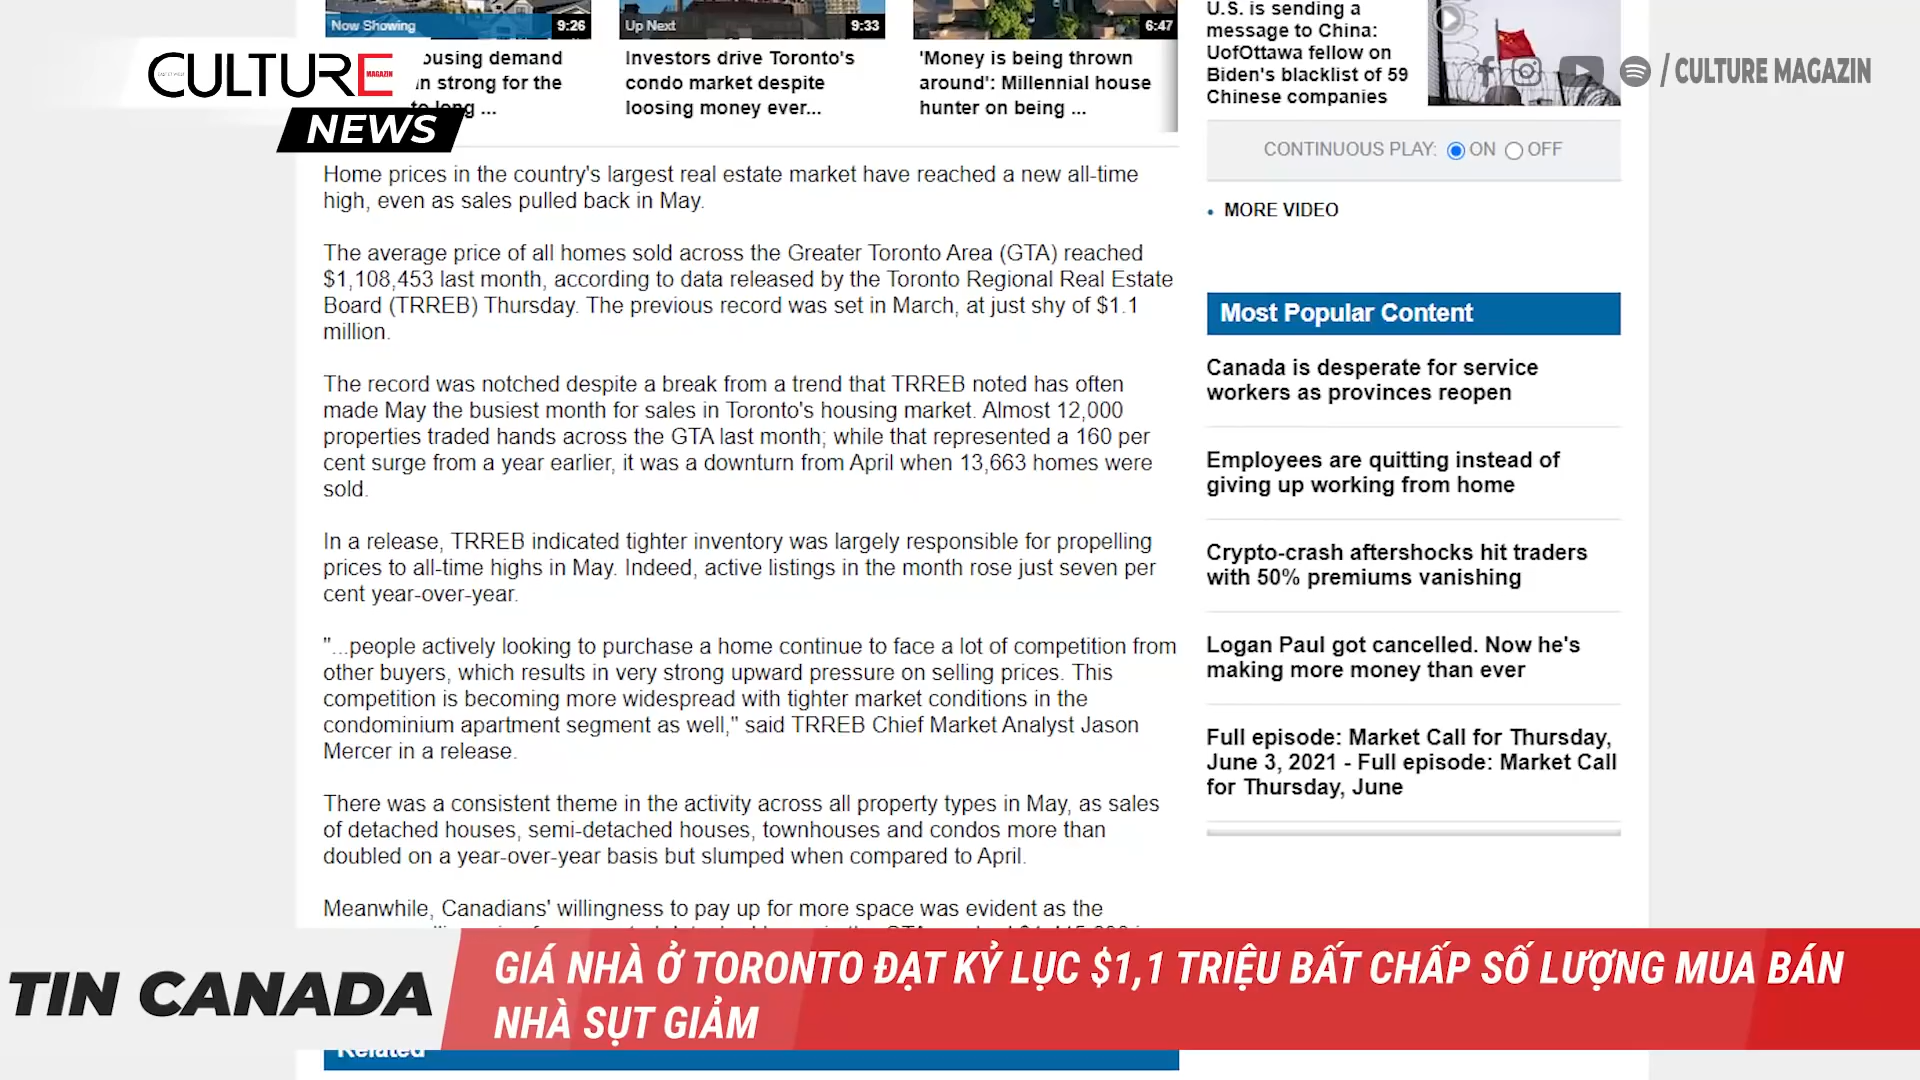 Now Showing
9:26
Up Next
9:33
6:47
ousing demand
n strong for the
to long ...
Investors drive Toronto's
condo market despite
loosing money ever...
'Money is being thrown
around': Millennial house
hunter on being ...
U.S. is sending a
message to China:
UofOttawa fellow on
Biden's blacklist of 59
Chinese companies
CULTURE
MAGAZIN
NEWS
/ CULTURE MAGAZIN
CONTINUOUS PLAY: ON OFF
• MORE VIDEO
Home prices in the country's largest real estate market have reached a new all-time
high, even as sales pulled back in May.
The average price of all homes sold across the Greater Toronto Area (GTA) reached
$1,108,453 last month, according to data released by the Toronto Regional Real Estate
Board (TRREB) Thursday. The previous record was set in March, at just shy of $1.1
million.
The record was notched despite a break from a trend that TRREB noted has often
made May the busiest month for sales in Toronto's housing market. Almost 12,000
properties traded hands across the GTA last month; while that represented a 160 per
cent surge from a year earlier, it was a downturn from April when 13,663 homes were
sold.
In a release, TRREB indicated tighter inventory was largely responsible for propelling
prices to all-time highs in May. Indeed, active listings in the month rose just seven per
cent year-over-year.
"...people actively looking to purchase a home continue to face a lot of competition from
other buyers, which results in very strong upward pressure on selling prices. This
competition is becoming more widespread with tighter market conditions in the
condominium apartment segment as well," said TRREB Chief Market Analyst Jason
Mercer in a release.
There was a consistent theme in the activity across all property types in May, as sales
of detached houses, semi-detached houses, townhouses and condos more than
doubled on a year-over-year basis but slumped when compared to April.
Meanwhile, Canadians' willingness to pay up for more space was evident as the
Most Popular Content
Canada is desperate for service
workers as provinces reopen
Employees are quitting instead of
giving up working from home
Crypto-crash aftershocks hit traders
with 50% premiums vanishing
Logan Paul got cancelled. Now he's
making more money than ever
Full episode: Market Call for Thursday,
June 3, 2021 - Full episode: Market Call
for Thursday, June
TIN CANADA
GIÁ NHÀ Ở TORONTO ĐẠT KỶ LỤC $1,1 TRIỆU BẤT CHẤP SỐ LƯỢNG MUA BÁN
NHÀ SỤT GIẢM
Related